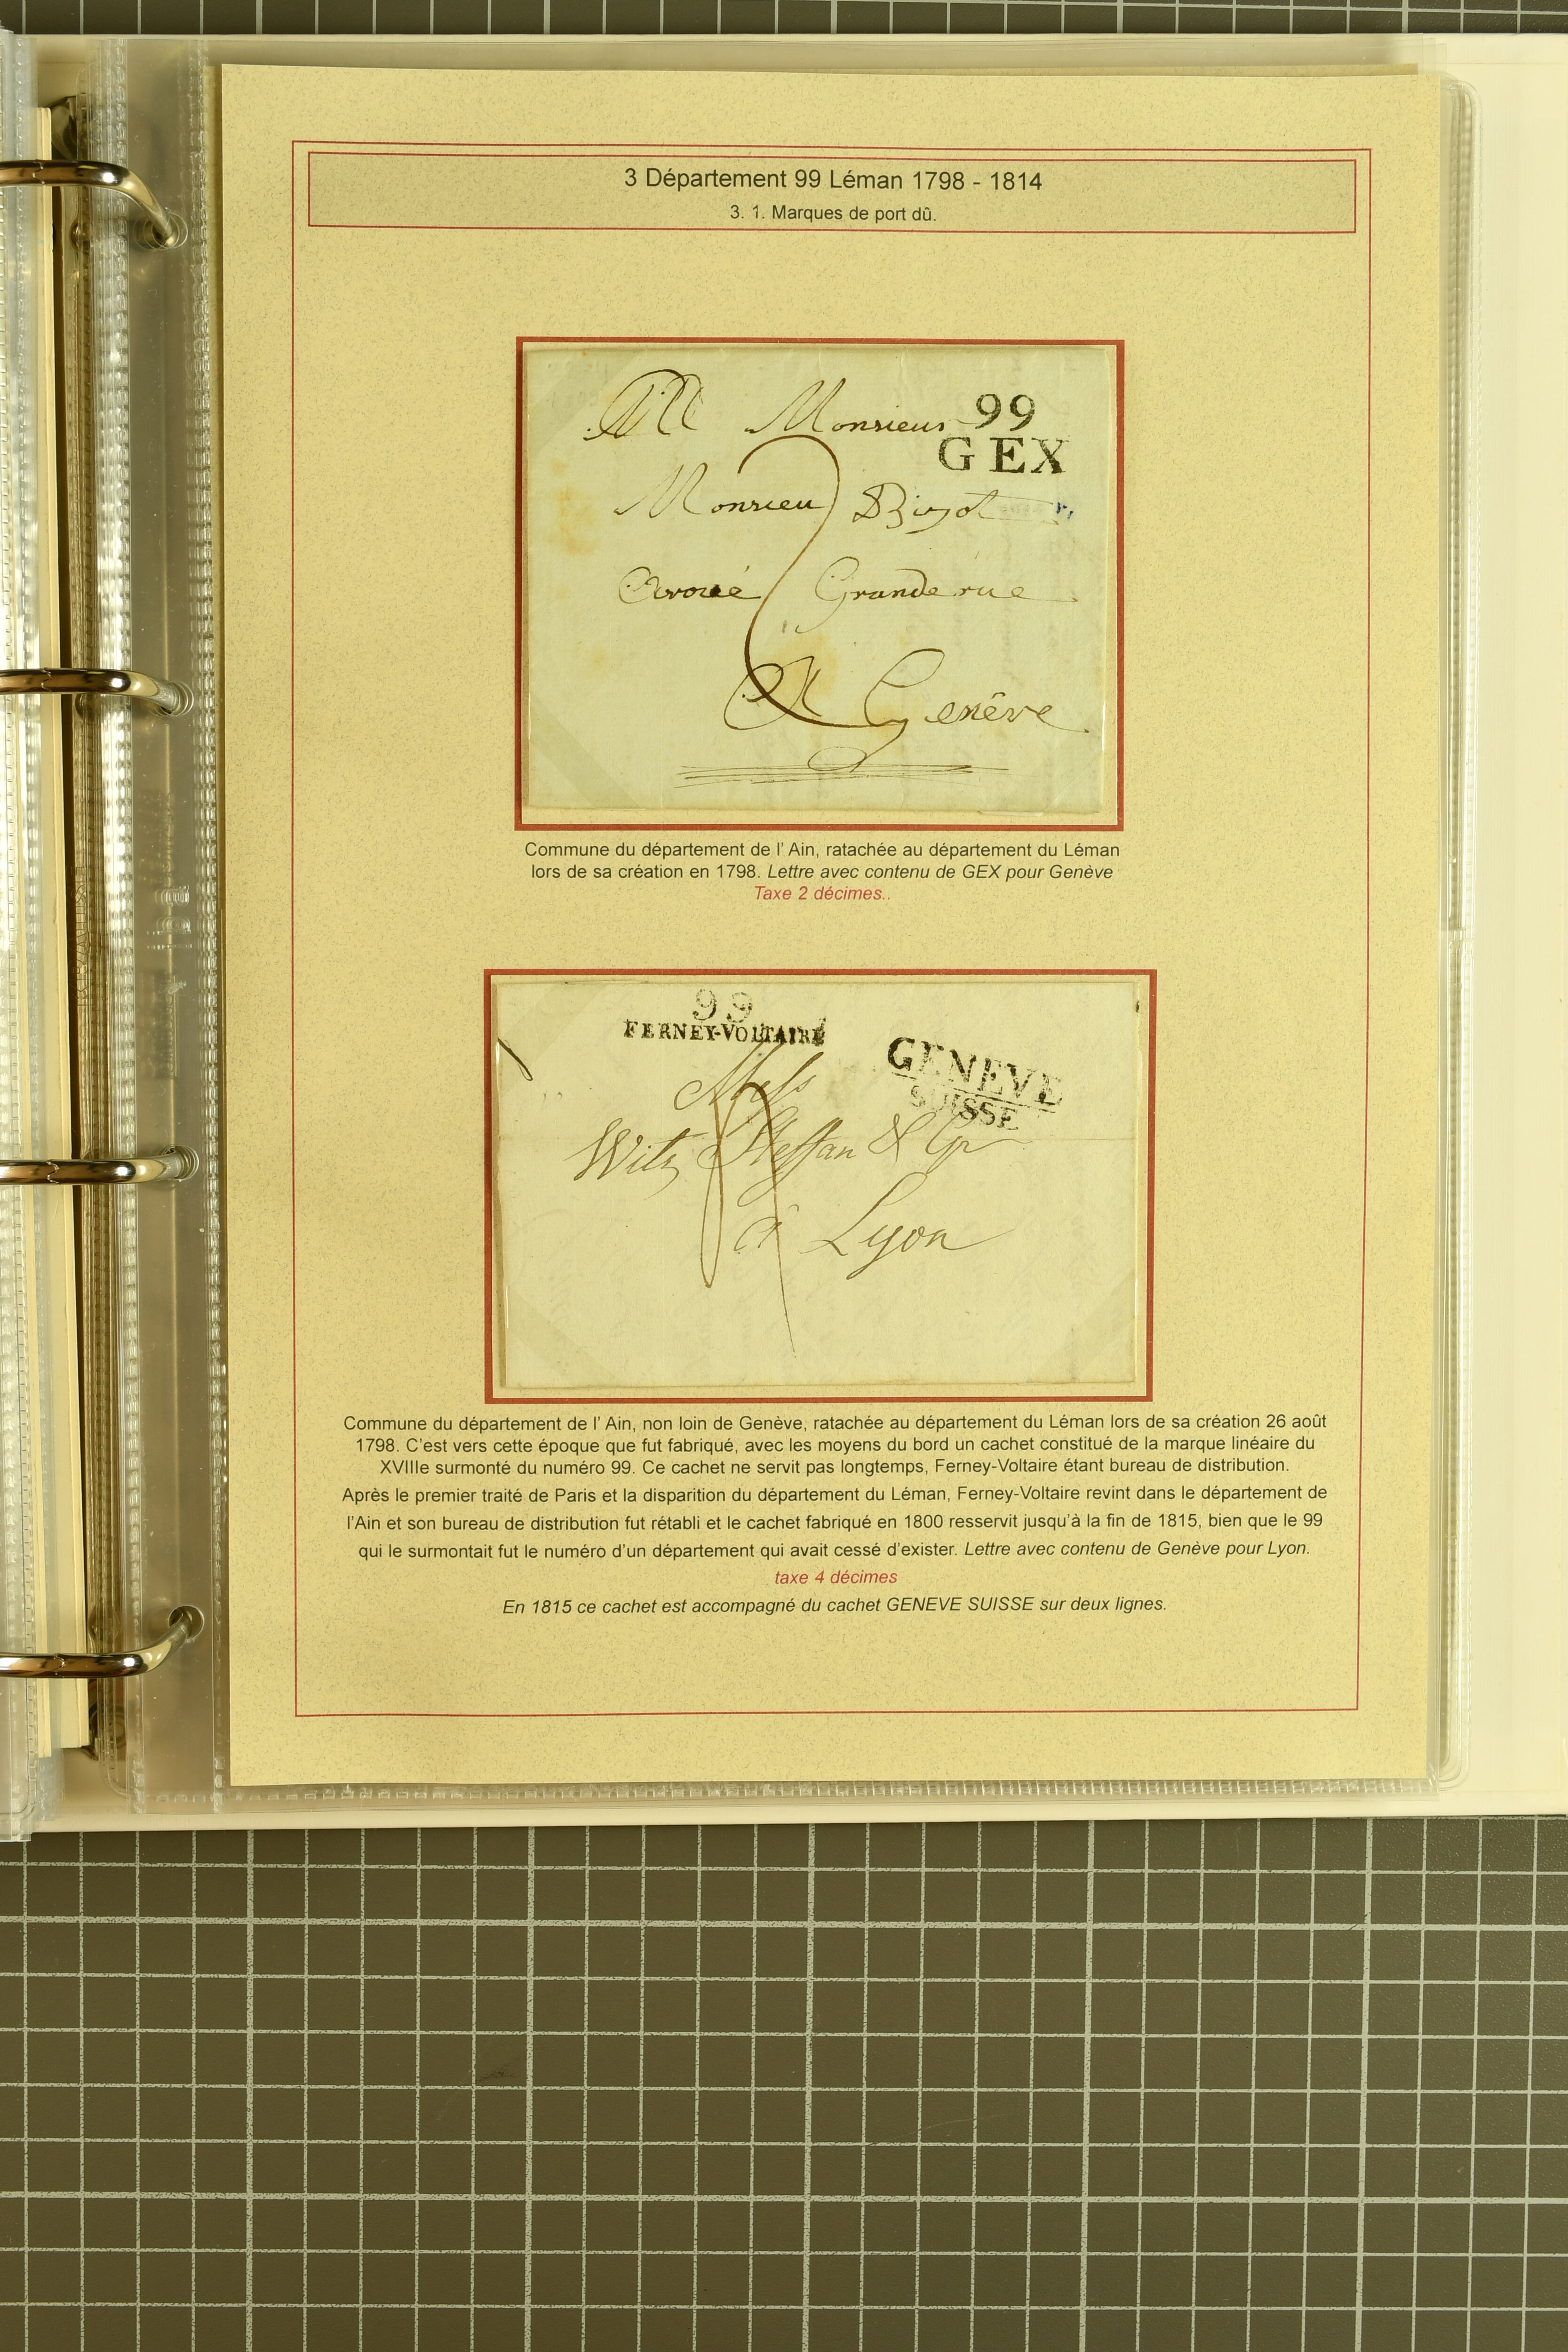 3 Département 99 Léman 1798 - 1814
3. 1. Marques de port dû.
A Monsieur
99
GEX
Monsieu Bizot
Avoué Grande rue
A Genêve
Commune du département de l' Ain, ratachée au département du Léman
lors de sa création en 1798. Lettre avec contenu de GEX pour Genève
Taxe 2 décimes..
99
FERNEY-VOLTAIRE
GENEVE
SUISSE
Mess
Witz Steffan & Cp
à Lyon
Commune du département de l' Ain, non loin de Genève, ratachée au département du Léman lors de sa création 26 août
1798. C'est vers cette époque que fut fabriqué, avec les moyens du bord un cachet constitué de la marque linéaire du
XVIIIe surmonté du numéro 99. Ce cachet ne servit pas longtemps, Ferney-Voltaire étant bureau de distribution.
Après le premier traité de Paris et la disparition du département du Léman, Ferney-Voltaire revint dans le département de
l'Ain et son bureau de distribution fut rétabli et le cachet fabriqué en 1800 resservit jusqu'à la fin de 1815, bien que le 99
qui le surmontait fut le numéro d'un département qui avait cessé d'exister. Lettre avec contenu de Genève pour Lyon.
taxe 4 décimes
En 1815 ce cachet est accompagné du cachet GENEVE SUISSE sur deux lignes.